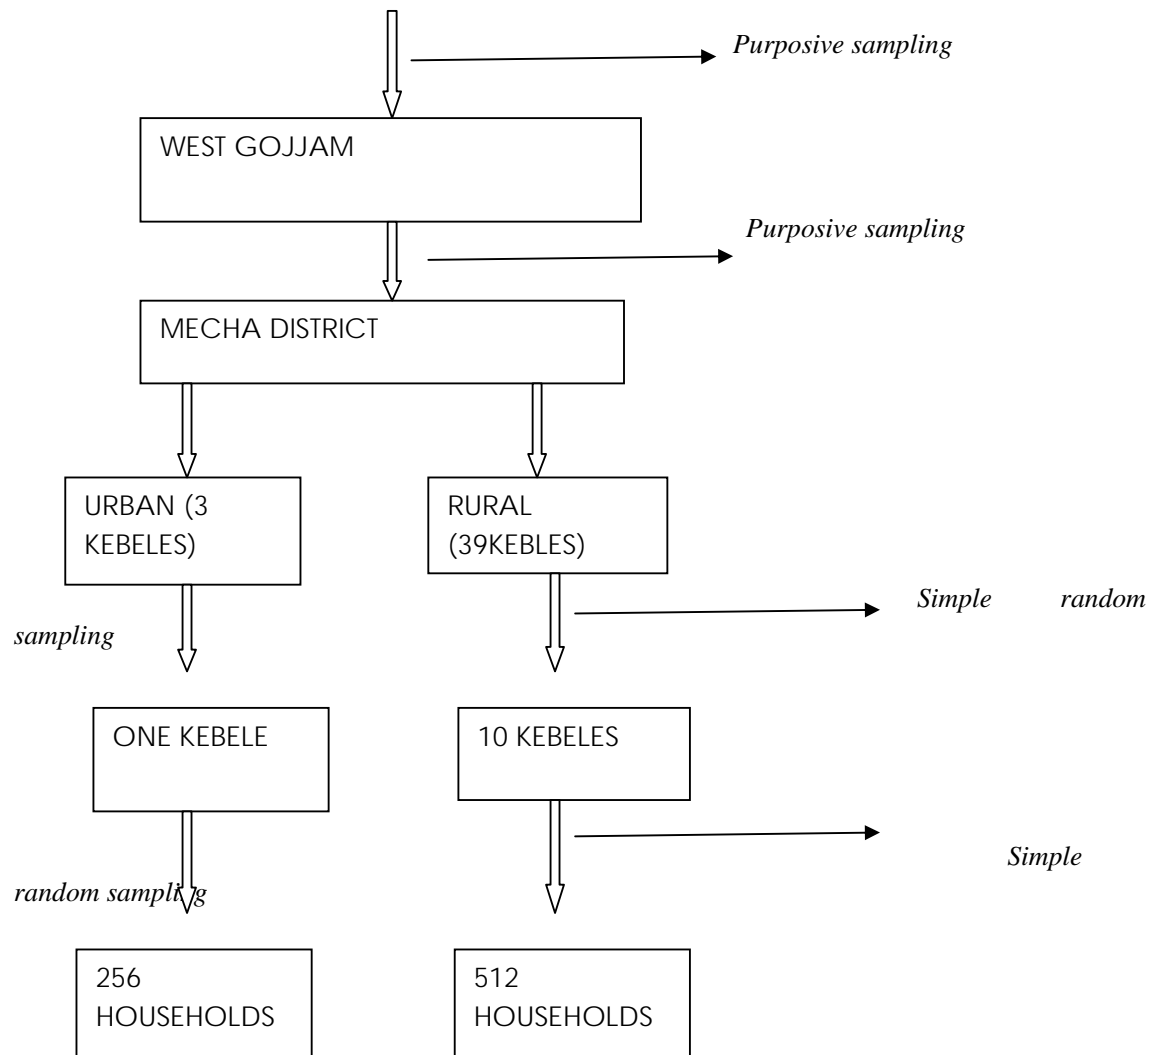 Purposive sampling
WEST GOJJAM
Purposive sampling
MECHA DISTRICT
URBAN (3
KEBELES)
RURAL
(39KEBLES)
Simple random
sampling
ONE KEBELE
10 KEBELES
Simple
random sampling
256
HOUSEHOLDS
512
HOUSEHOLDS